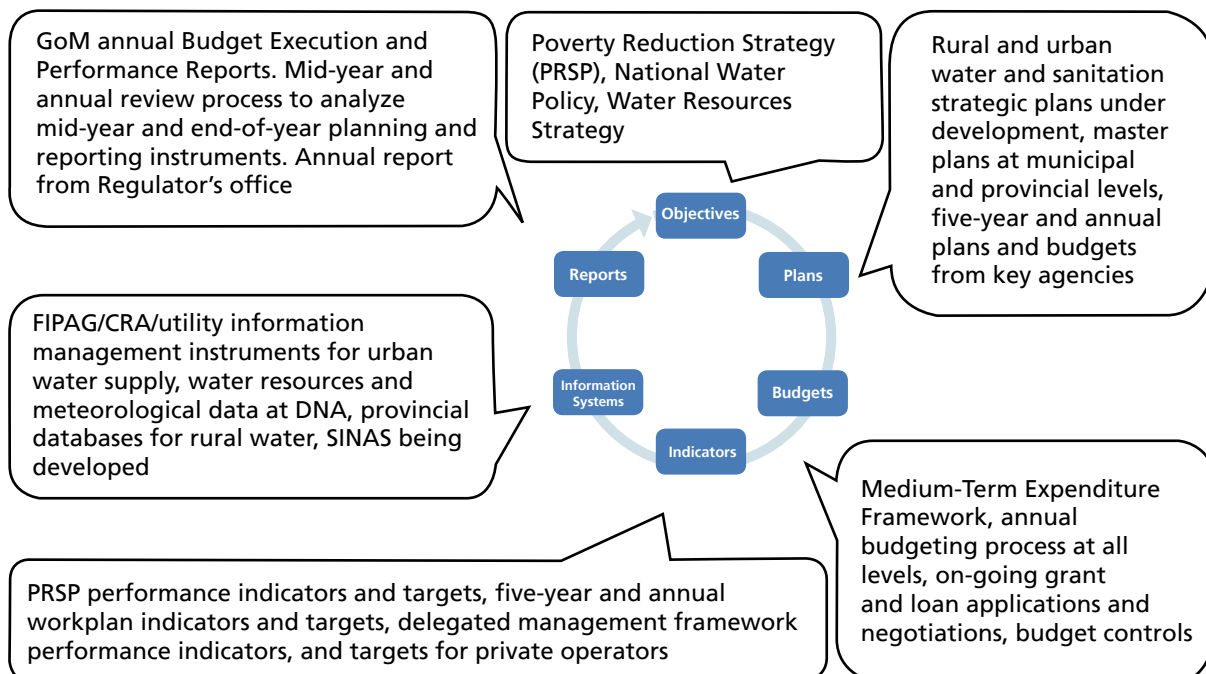 GoM annual Budget Execution and
Performance Reports. Mid-year and
annual review process to analyze
mid-year and end-of-year planning and
reporting instruments. Annual report
from Regulator’s office
Poverty Reduction Strategy
(PRSP), National Water
Policy, Water Resources
Strategy
Rural and urban
water and sanitation
strategic plans under
development, master
plans at municipal
and provincial levels,
five-year and annual
plans and budgets
from key agencies
Objectives
Reports
Plans
Information
Systems
Budgets
Indicators
FIPAG/CRA/utility information
management instruments for urban
water supply, water resources and
meteorological data at DNA, provincial
databases for rural water, SINAS being
developed
Medium-Term Expenditure
Framework, annual
budgeting process at all
levels, on-going grant
and loan applications and
negotiations, budget controls
PRSP performance indicators and targets, five-year and annual
workplan indicators and targets, delegated management framework
performance indicators, and targets for private operators